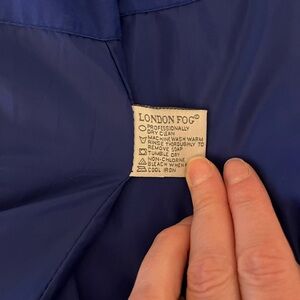 LONDON FOG®
PROFESSIONALLY
DRY CLEAN
MACHINE WASH WARM
RINSE THOROUGHLY TO
REMOVE SOAP
TUMBLE DRY
NON-CHLORINE
BLEACH WHEN
COOL IRON